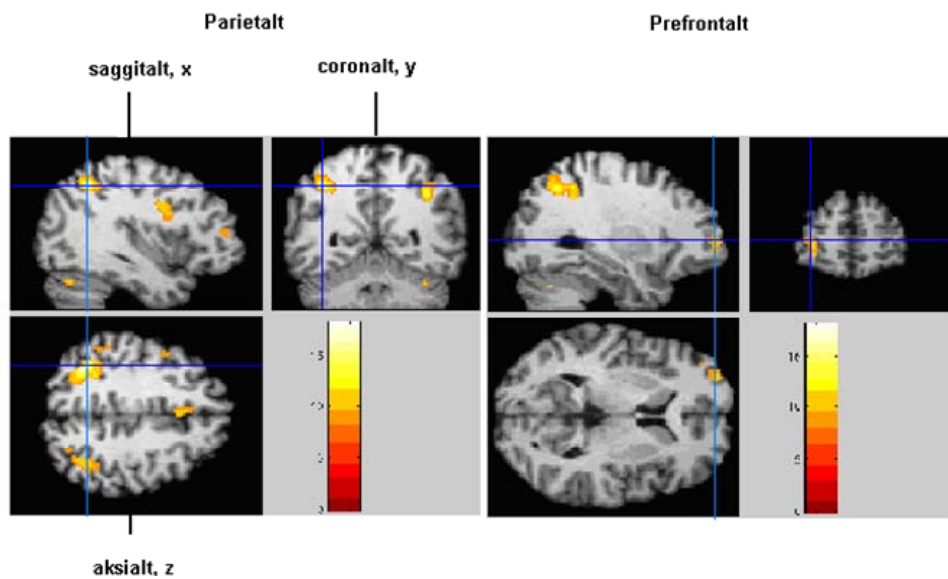 Parietalt
Prefrontalt
saggitalt, x
coronalt, y
aksialt, z